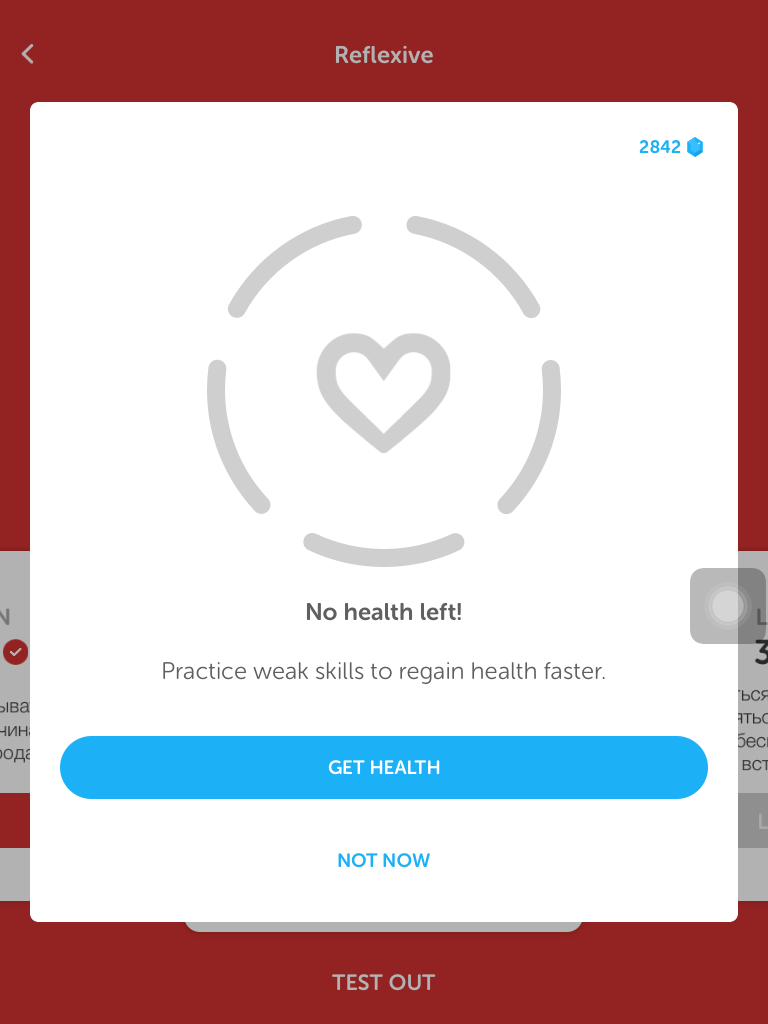 Reflexive
2842
No health left!
Practice weak skills to regain health faster.
GET HEALTH
NOT NOW
TEST OUT